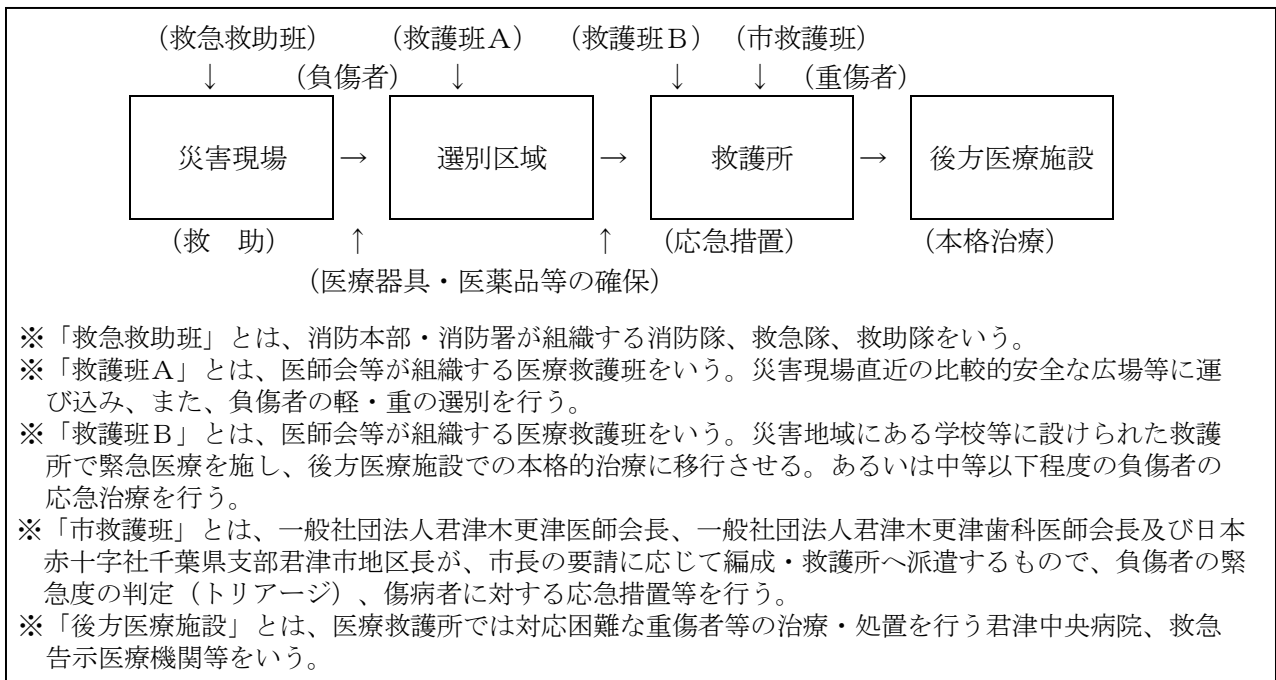 （救急救助班）　（救護班Ａ）　（救護班Ｂ）　（市救護班）
↓　（負傷者）　↓　↓　↓　（重傷者）
災害現場　→　選別区域　→　救護所　→　後方医療施設
（救　助）　↑　↑　（応急措置）　（本格治療）
（医療器具・医薬品等の確保）
※「救急救助班」とは、消防本部・消防署が組織する消防隊、救急隊、救助隊をいう。
※「救護班Ａ」とは、医師会等が組織する医療救護班をいう。災害現場直近の比較的安全な広場等に運
び込み、また、負傷者の軽・重の選別を行う。
※「救護班Ｂ」とは、医師会等が組織する医療救護班をいう。災害地域にある学校等に設けられた救護
所で緊急医療を施し、後方医療施設での本格的治療に移行させる。あるいは中等以下程度の負傷者の
応急治療を行う。
※「市救護班」とは、一般社団法人君津木更津医師会長、一般社団法人君津木更津歯科医師会長及び日本
赤十字社千葉県支部君津市地区長が、市長の要請に応じて編成・救護所へ派遣するもので、負傷者の緊
急度の判定（トリアージ）、傷病者に対する応急措置等を行う。
※「後方医療施設」とは、医療救護所では対応困難な重傷者等の治療・処置を行う君津中央病院、救急
告示医療機関等をいう。